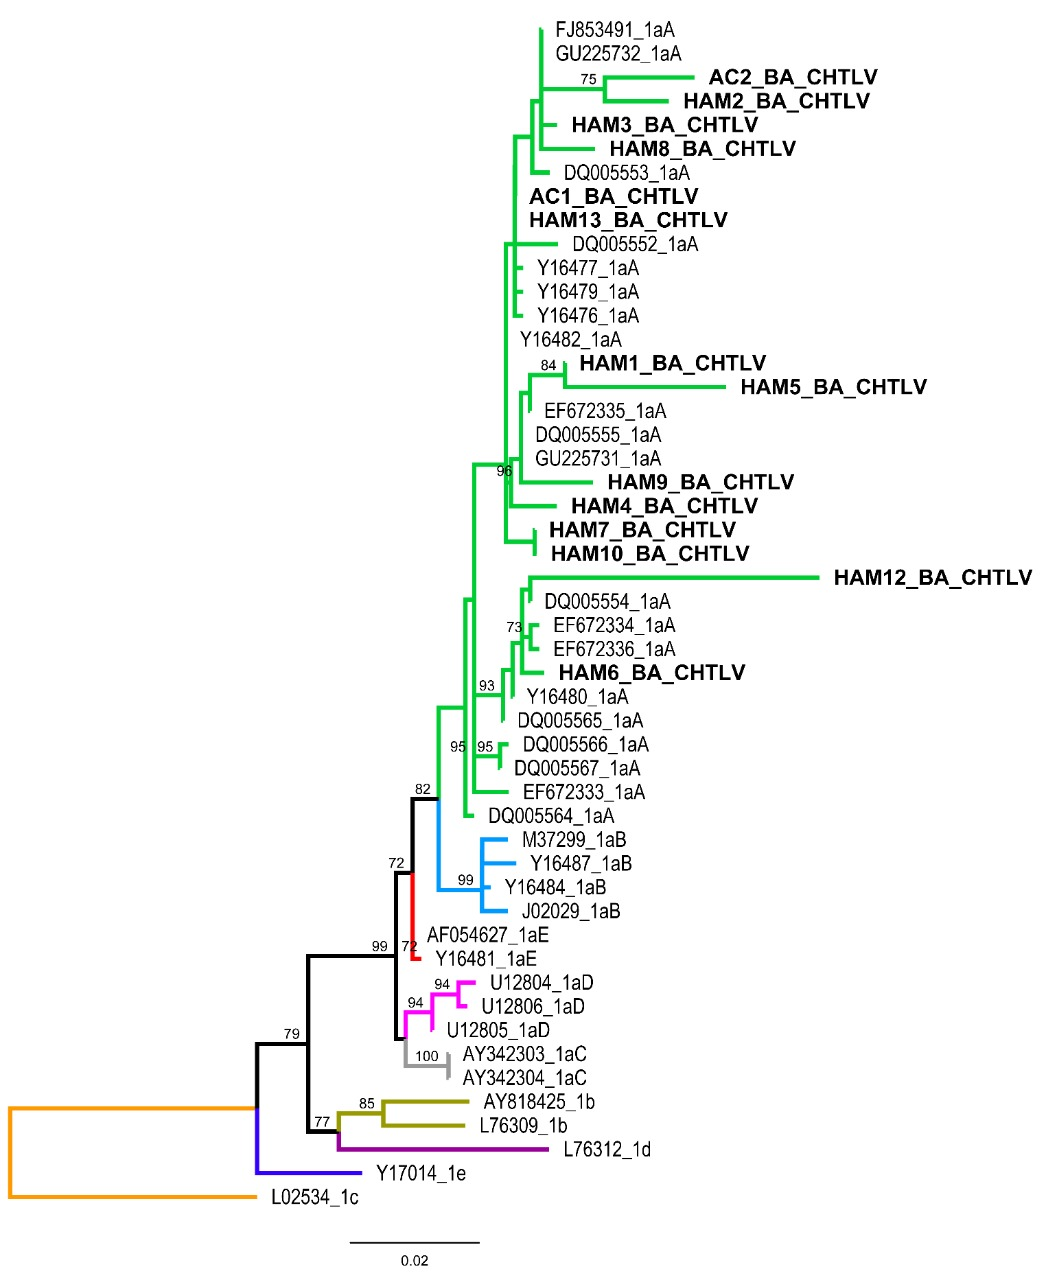 FJ853491_1aA
GU225732_1aA
75
AC2_BA_CHTLV
HAM2_BA_CHTLV
HAM3_BA_CHTLV
HAM8_BA_CHTLV
DQ005553_1aA
AC1_BA_CHTLV
HAM13_BA_CHTLV
DQ005552_1aA
Y16477_1aA
Y16479_1aA
Y16476_1aA
Y16482_1aA
84
HAM1_BA_CHTLV
HAM5_BA_CHTLV
EF672335_1aA
DQ005555_1aA
GU225731_1aA
96
HAM9_BA_CHTLV
HAM4_BA_CHTLV
HAM7_BA_CHTLV
HAM10_BA_CHTLV
HAM12_BA_CHTLV
DQ005554_1aA
73
EF672334_1aA
EF672336_1aA
HAM6_BA_CHTLV
93
Y16480_1aA
DQ005565_1aA
95
95
DQ005566_1aA
DQ005567_1aA
82
EF672333_1aA
DQ005564_1aA
M37299_1aB
72
Y16487_1aB
99
Y16484_1aB
J02029_1aB
AF054627_1aE
99
72
Y16481_1aE
94
U12804_1aD
94
U12806_1aD
U12805_1aD
79
100
AY342303_1aC
AY342304_1aC
85
AY818425_1b
77
L76309_1b
L76312_1d
Y17014_1e
L02534_1c
0.02